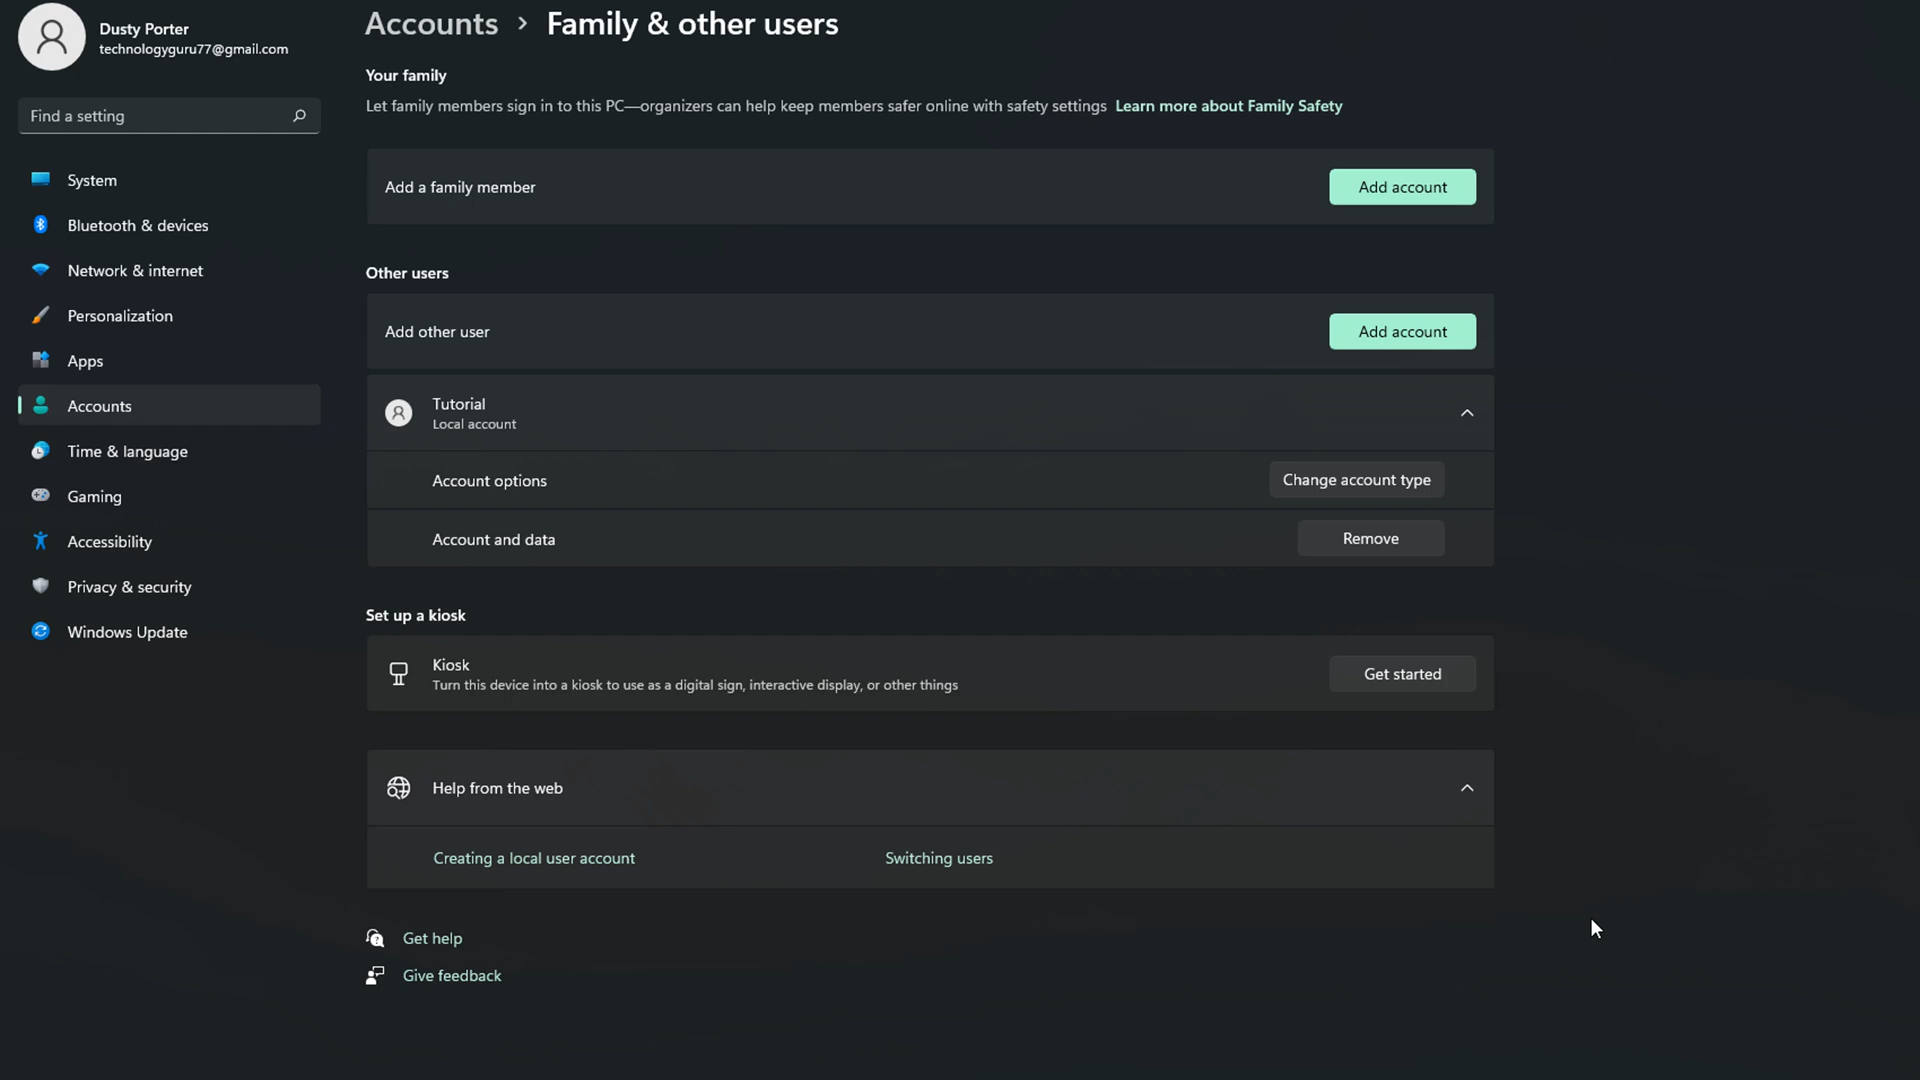 Dusty Porter
technologyguru77@gmail.com
Find a setting
System
Bluetooth & devices
Network & internet
Personalization
Apps
Accounts
Time & language
Gaming
Accessibility
Privacy & security
Windows Update
Accounts › Family & other users
Your family
Let family members sign in to this PC—organizers can help keep members safer online with safety settings Learn more about Family Safety
Add a family member Add account
Other users
Add other user Add account
Tutorial
Local account
Account options Change account type
Account and data Remove
Set up a kiosk
Kiosk
Turn this device into a kiosk to use as a digital sign, interactive display, or other things
Get started
Help from the web
Creating a local user account Switching users
Get help
Give feedback